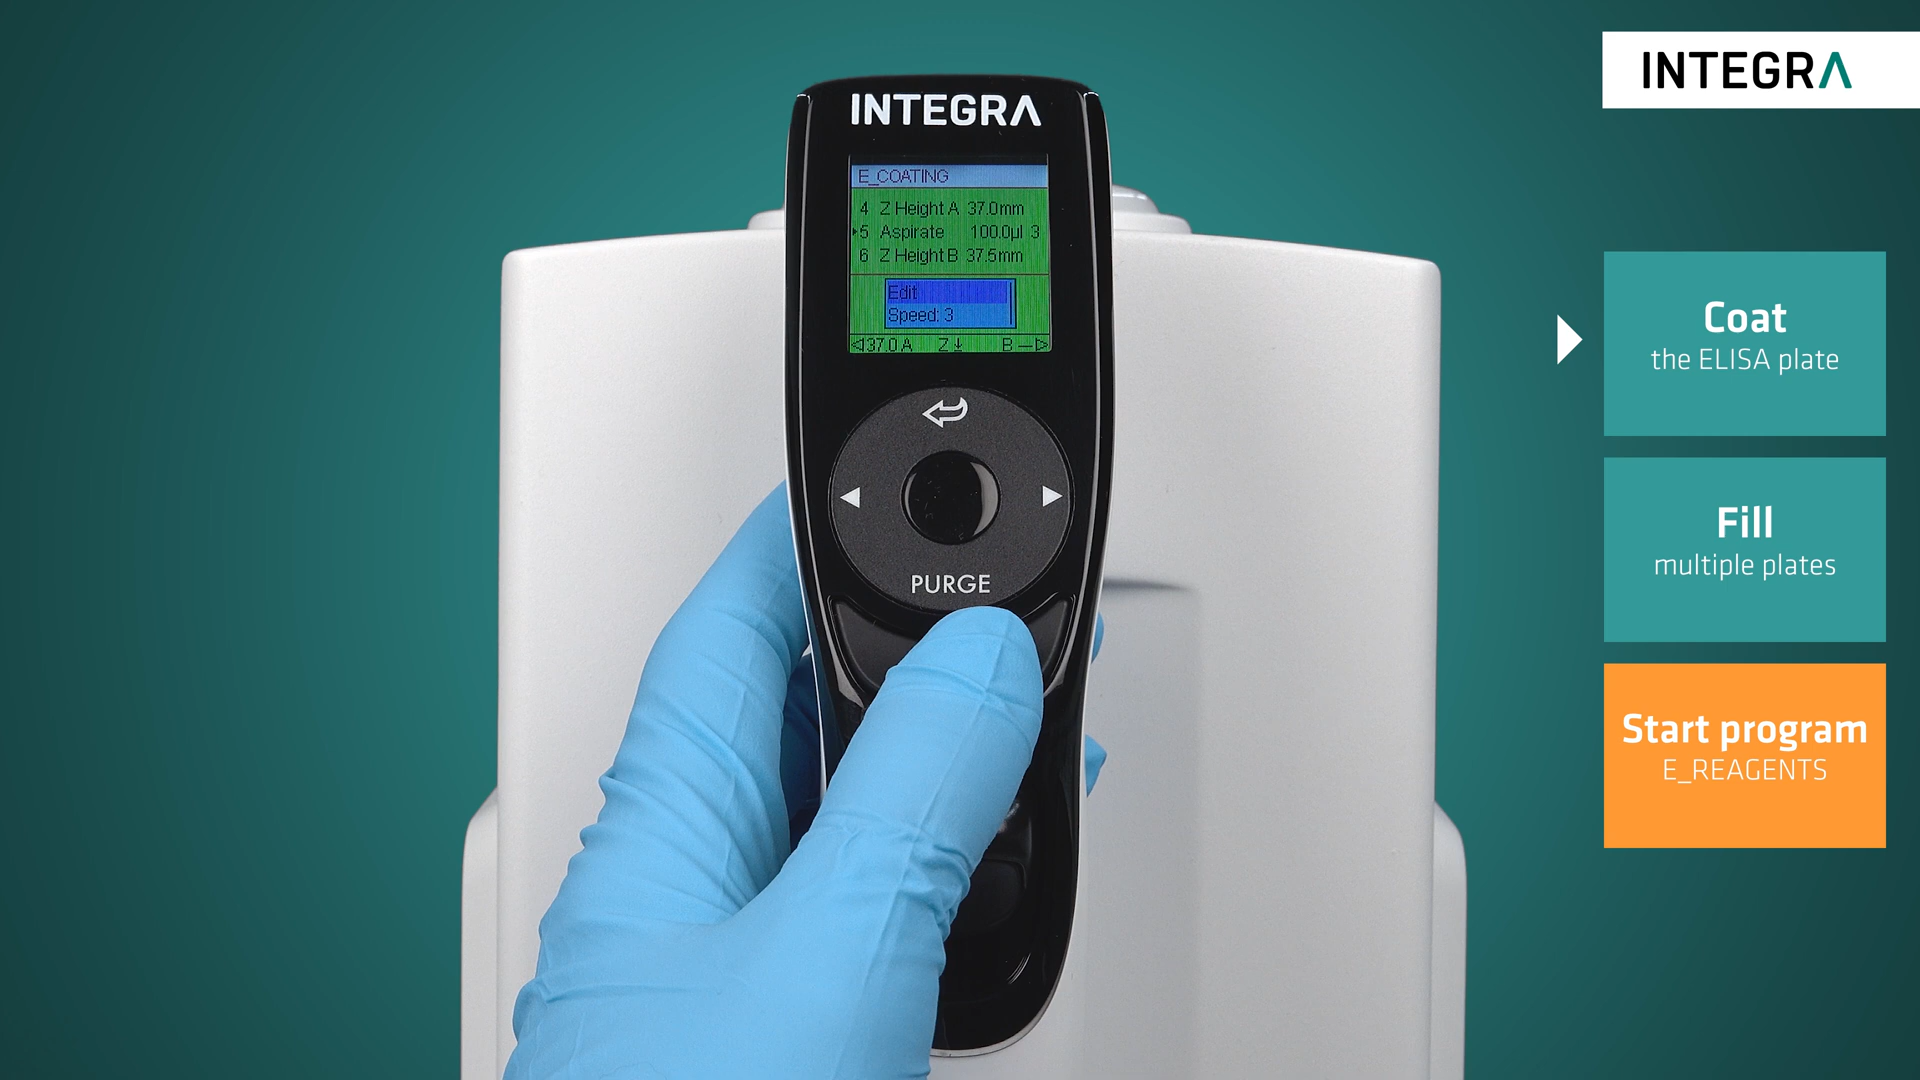 INTEGRA
INTEGRA
E_COATING
4 Z Height A 37.0mm
5 Aspirate 100.0µl 3
6 Z Height B 37.5mm
Edit
Speed: 3
37.0 A Z B
PURGE
Coat
the ELISA plate
Fill
multiple plates
Start program
E_REAGENTS